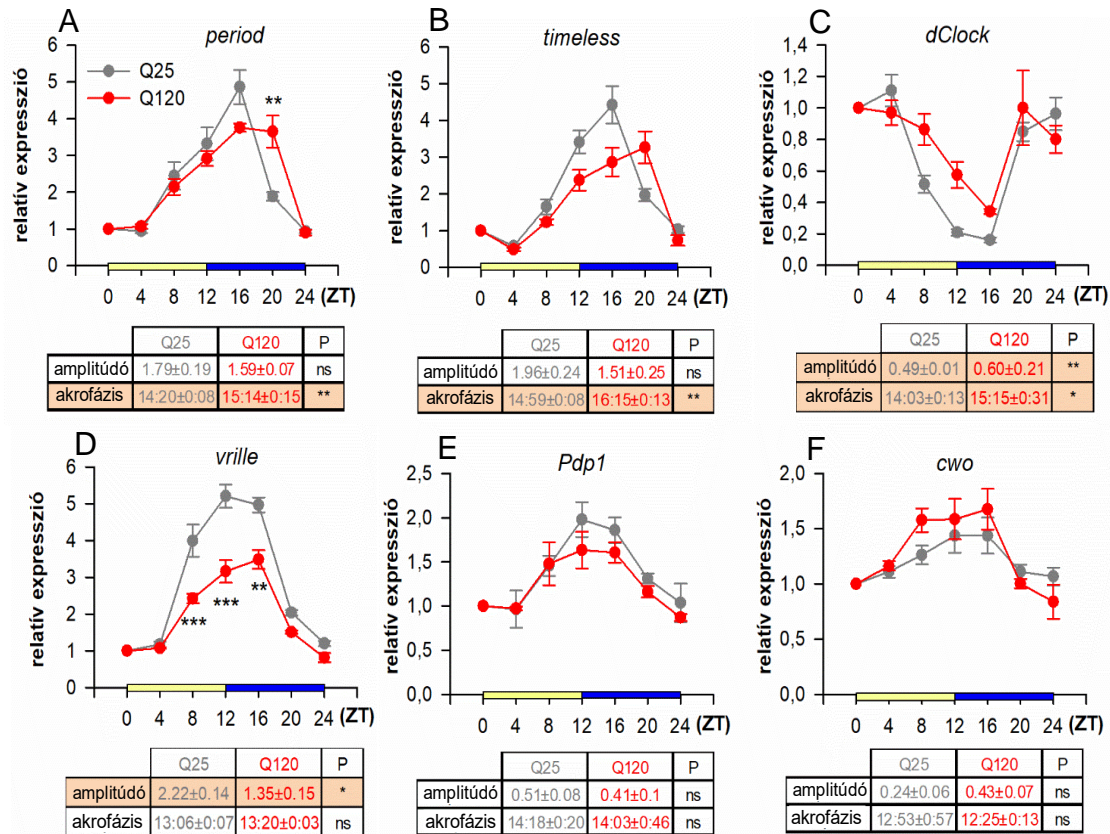 A
period
relatív expresszió
6
5
4
3
2
1
0
Q25
Q120
**
0 4 8 12 16 20 24 (ZT)
Q25 Q120 P
amplitúdó 1.79±0.19 1.59±0.07 ns
akrofázis 14:20±0:08 15:14±0:15 **
B
timeless
relatív expresszió
6
5
4
3
2
1
0
0 4 8 12 16 20 24 (ZT)
Q25 Q120 P
amplitúdó 1.96±0.24 1.51±0.25 ns
akrofázis 14:59±0:08 16:15±0:13 **
C
dClock
relatív expresszió
1,4
1,2
1,0
0,8
0,6
0,4
0,2
0,0
0 4 8 12 16 20 24 (ZT)
Q25 Q120 P
amplitúdó 0.49±0.01 0.60±0.21 **
akrofázis 14:03±0:13 15:15±0:31 *
D
vrille
relatív expresszió
6
5
4
3
2
1
0
*** *** **
0 4 8 12 16 20 24 (ZT)
Q25 Q120 P
amplitúdó 2.22±0.14 1.35±0.15 *
akrofázis 13:06±0:07 13:20±0:03 ns
E
Pdp1
relatív expresszió
2,5
2,0
1,5
1,0
0,5
0,0
0 4 8 12 16 20 24 (ZT)
Q25 Q120 P
amplitúdó 0.51±0.08 0.41±0.1 ns
akrofázis 14:18±0:20 14:03±0:46 ns
F
cwo
relatív expresszió
2,0
1,5
1,0
0,5
0,0
0 4 8 12 16 20 24 (ZT)
Q25 Q120 P
amplitúdó 0.24±0.06 0.43±0.07 ns
akrofázis 12:53±0:57 12:25±0:13 ns